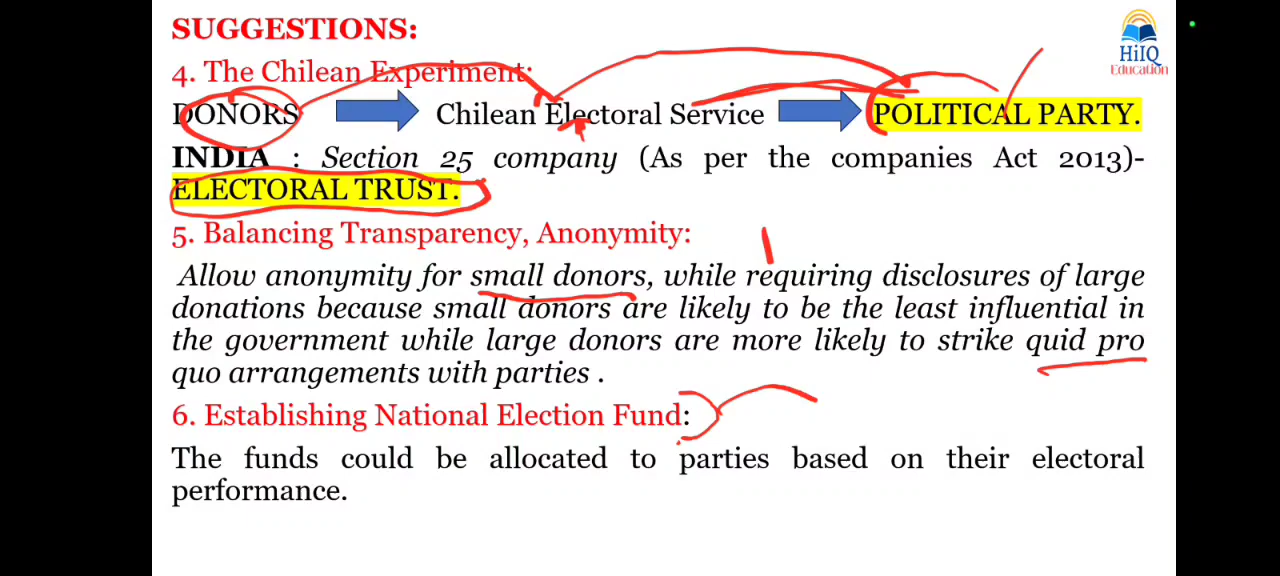 SUGGESTIONS:
HiIQ
Education
4. The Chilean Experiment:
DONORS Chilean Electoral Service POLITICAL PARTY.
INDIA : Section 25 company (As per the companies Act 2013)-
ELECTORAL TRUST.
5. Balancing Transparency, Anonymity:
Allow anonymity for small donors, while requiring disclosures of large
donations because small donors are likely to be the least influential in
the government while large donors are more likely to strike quid pro
quo arrangements with parties .
6. Establishing National Election Fund:
The funds could be allocated to parties based on their electoral
performance.